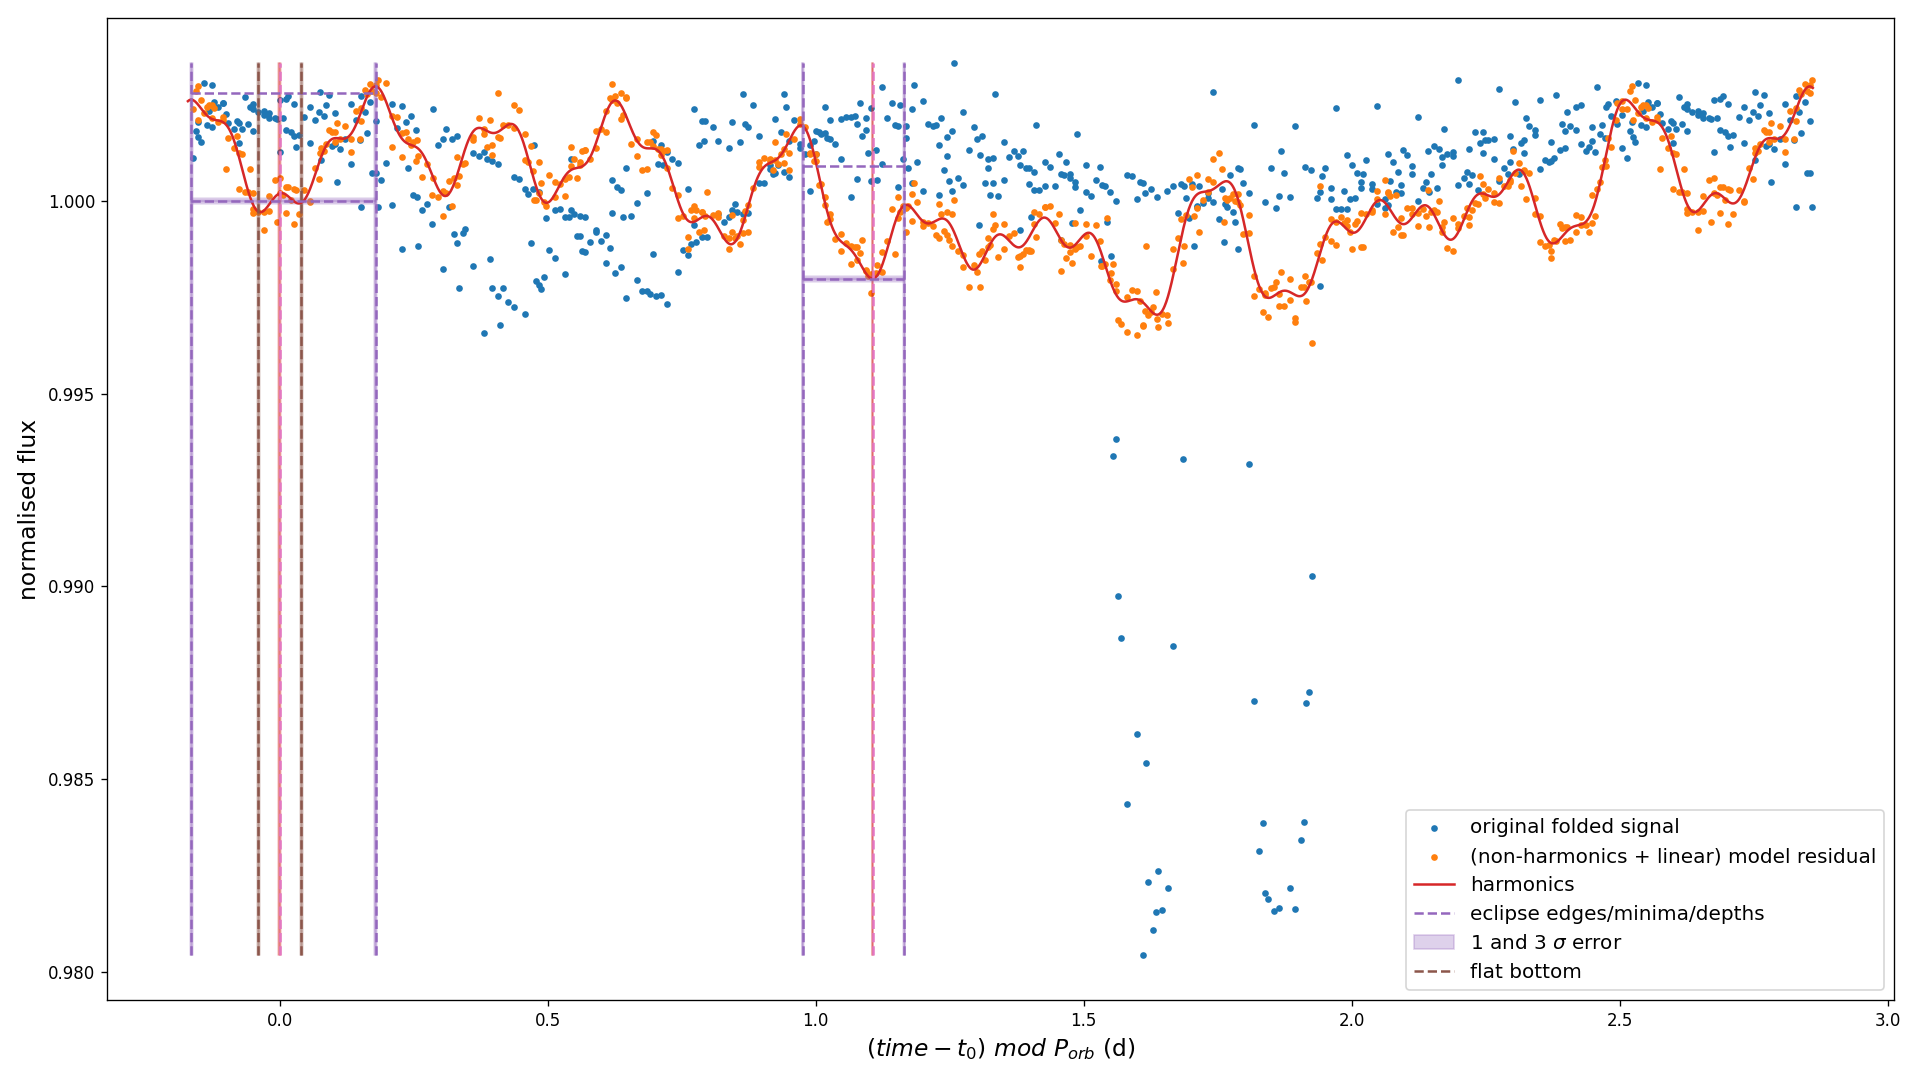 normalised flux
1.000
0.995
0.990
0.985
0.980
0.0
0.5
1.0
1.5
2.0
2.5
3.0
(time − t₀) mod P_orb (d)
original folded signal
(non-harmonics + linear) model residual
harmonics
eclipse edges/minima/depths
1 and 3 σ error
flat bottom